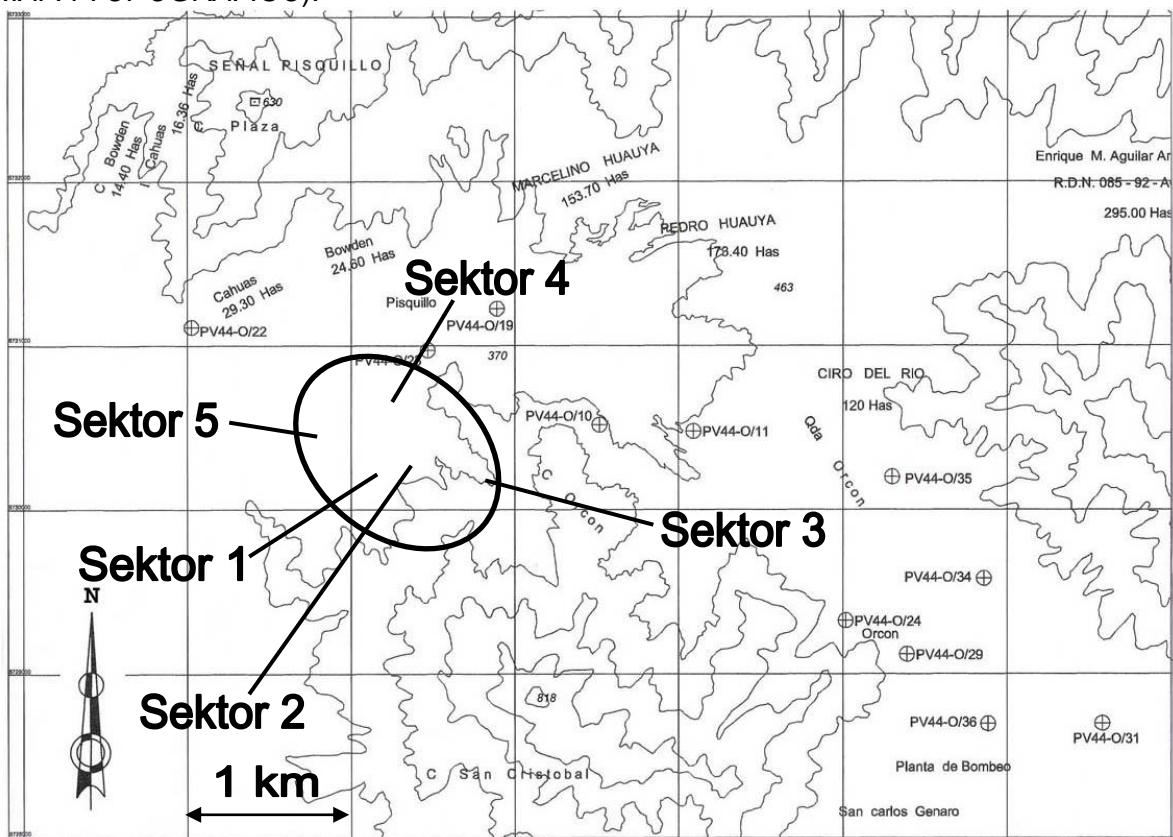 SEÑAL PISQUILLO
630
C Plaza
16.36 Has
C Bowden
14.40 Has
Cahuas
Enrique M. Aguilar Ar
R.D.N. 085 - 92 - A
295.00 Has
MARCELINO HUAUYA
153.70 Has
PEDRO HUAUYA
178.40 Has
463
Bowden
24.60 Has
Cahuas
29.30 Has
Sektor 4
Pisquillo
PV44-O/19
PV44-O/22
370
CIRO DEL RIO
120 Has
Sektor 5
PV44-O/10
PV44-O/11
Qda Orcon
PV44-O/35
C Orcon
Sektor 3
Sektor 1
N
PV44-O/34
PV44-O/24
Orcon
PV44-O/29
Sektor 2
818
PV44-O/36
PV44-O/31
Planta de Bombeo
C San Cristobal
1 km
San carlos Genaro